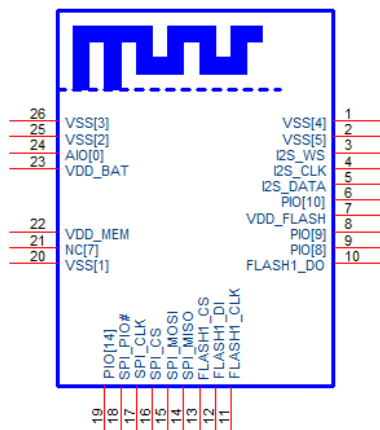 26 VSS[3] VSS[4] 1
25 VSS[2] VSS[5] 2
24 AIO[0] I2S_WS 3
23 VDD_BAT I2S_CLK 4
I2S_DATA 5
PIO[10] 6
VDD_FLASH 7
22 VDD_MEM PIO[9] 8
21 NC[7] PIO[8] 9
20 VSS[1] FLASH1_DO 10
19 PIO[14]
18 SPI_PIO#
17 SPI_CLK
16 SPI_CS
15 SPI_MOSI
14 SPI_MISO
13 FLASH1_CS
12 FLASH1_DI
11 FLASH1_CLK